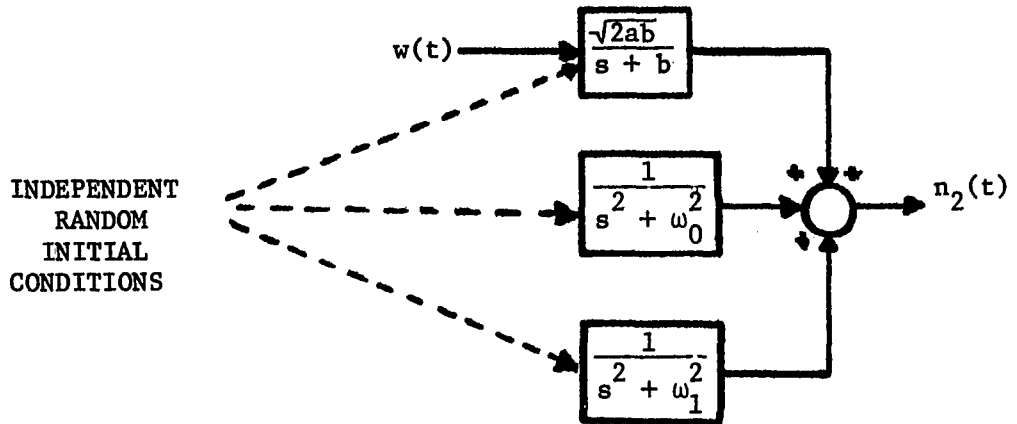 w(t)
√2ab
s + b
INDEPENDENT
RANDOM
INITIAL
CONDITIONS
1
s² + ω₀²
+ +
+
n₂(t)
1
s² + ω₁²